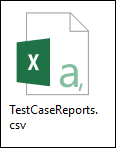 X
a,
TestCaseReports.
csv